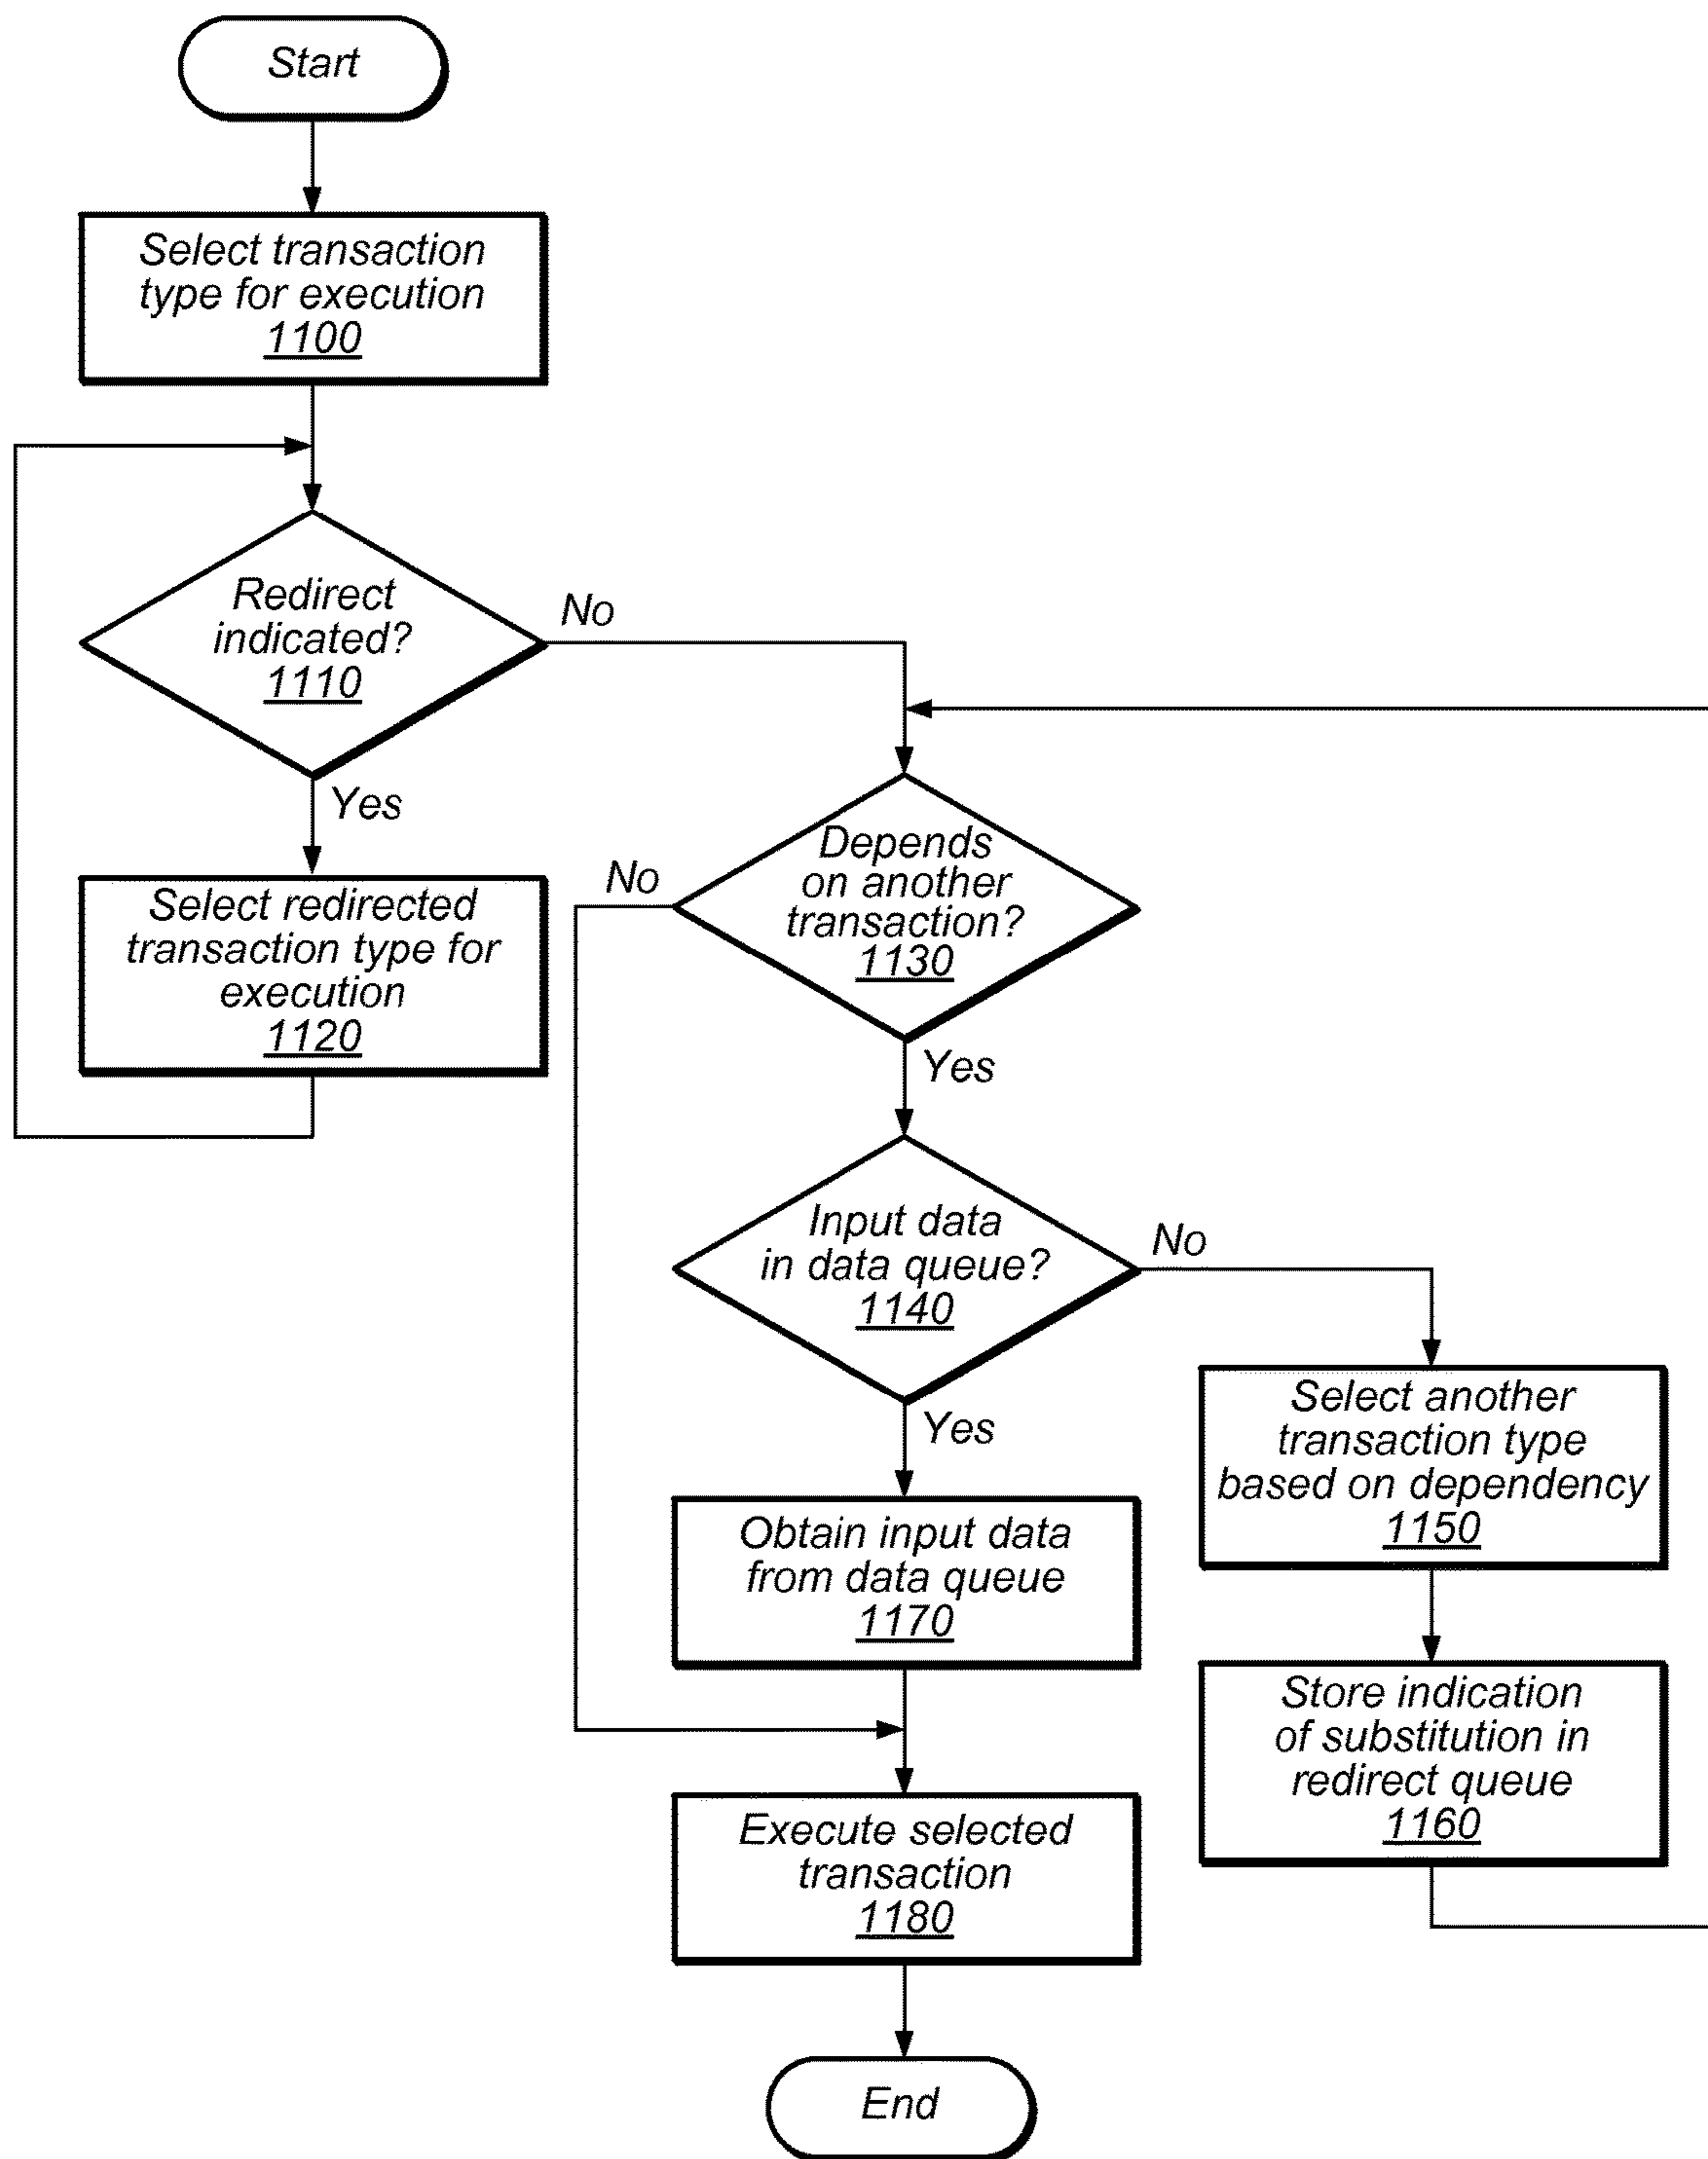 Start
Select transaction
type for execution
1100
Redirect
indicated?
1110
No
Yes
Select redirected
transaction type for
execution
1120
Depends
on another
transaction?
1130
No
Yes
Input data
in data queue?
1140
No
Yes
Select another
transaction type
based on dependency
1150
Obtain input data
from data queue
1170
Store indication
of substitution in
redirect queue
1160
Execute selected
transaction
1180
End